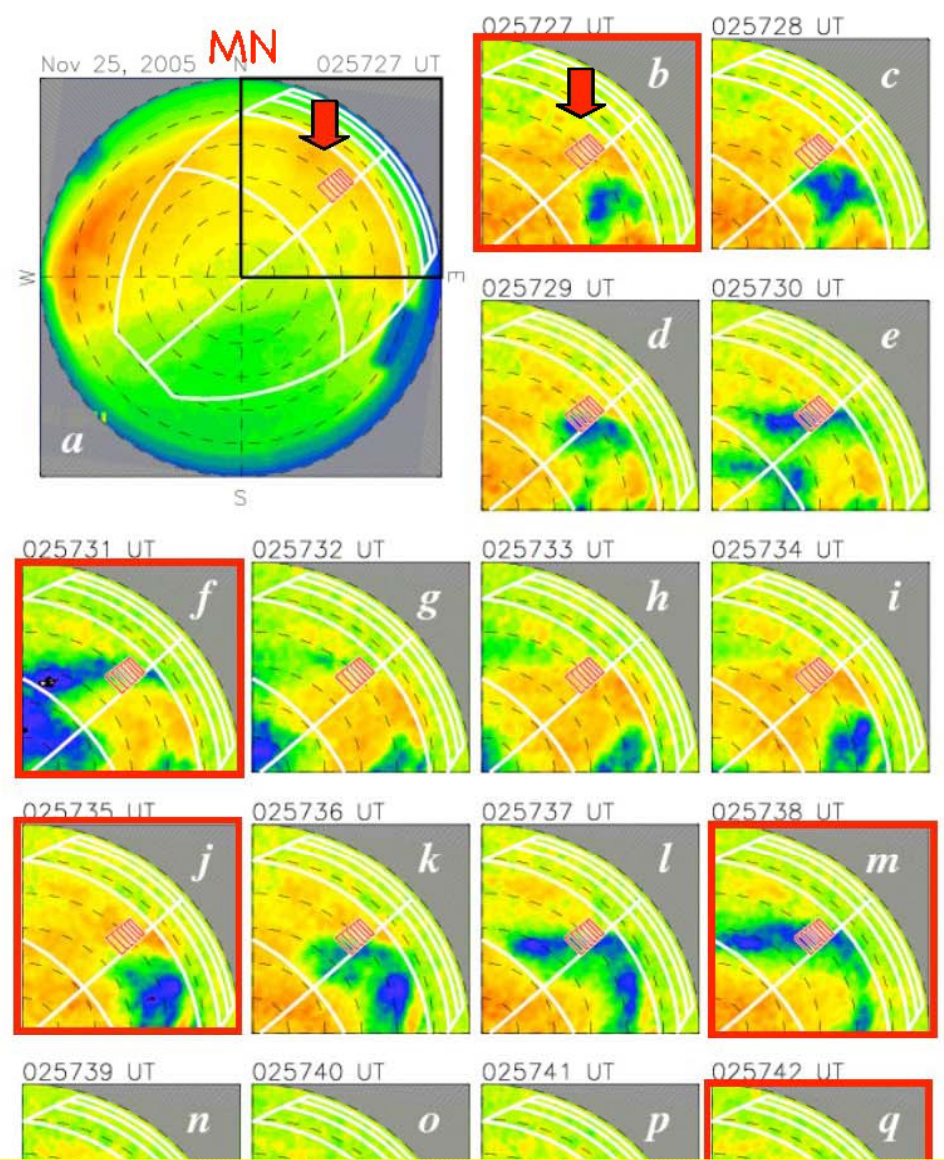 MN
Nov 25, 2005 N 025727 UT
W
E
S
a
025727 UT
b
025728 UT
c
025729 UT
d
025730 UT
e
025731 UT
f
025732 UT
g
025733 UT
h
025734 UT
i
025735 UT
j
025736 UT
k
025737 UT
l
025738 UT
m
025739 UT
n
025740 UT
o
025741 UT
p
025742 UT
q